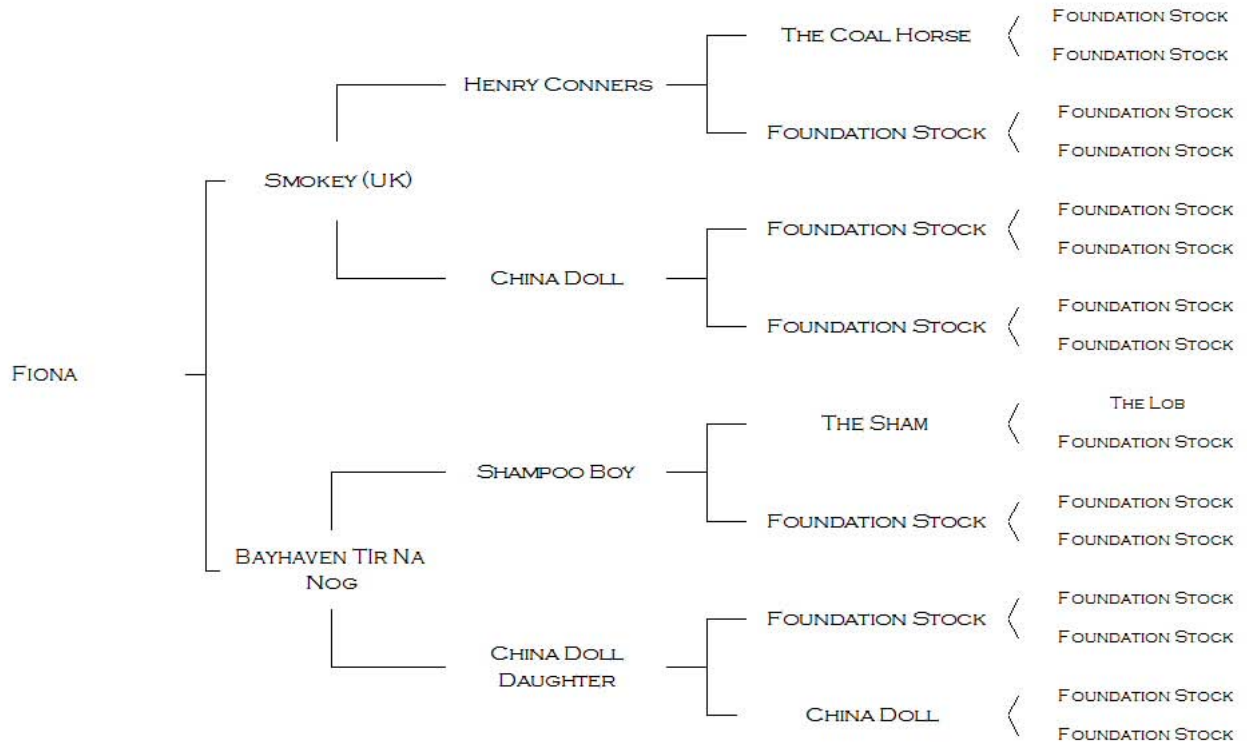 Foundation Stock
The Coal Horse
Foundation Stock
Henry Conners
Foundation Stock
Foundation Stock
Foundation Stock
Smokey (UK)
Foundation Stock
Foundation Stock
Foundation Stock
China Doll
Foundation Stock
Foundation Stock
Foundation Stock
Fiona
The Lob
The Sham
Foundation Stock
Shampoo Boy
Foundation Stock
Foundation Stock
Foundation Stock
Bayhaven TIr Na
Nog
Foundation Stock
Foundation Stock
Foundation Stock
China Doll
Daughter
Foundation Stock
China Doll
Foundation Stock